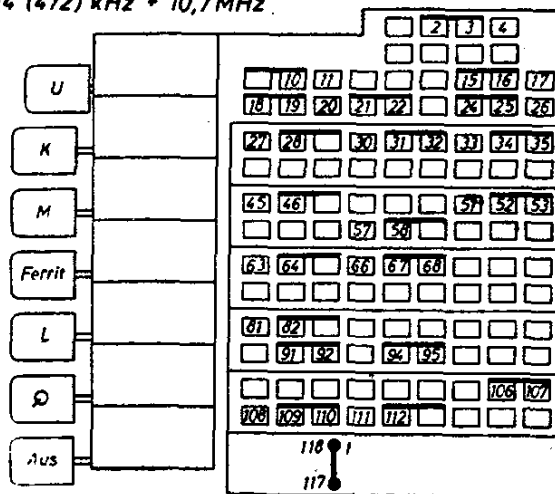 4 (472) kHz + 10,7 MHz
2 3 4
10 11 15 16 17
U
18 19 20 21 22 24 25 26
K
27 28 30 31 32 33 34 35
M
45 46 51 52 53
57 58
Ferrit
63 64 66 67 68
L
81 82
91 92 94 95
106 107
108 109 110 111 112
Aus
118 1
117